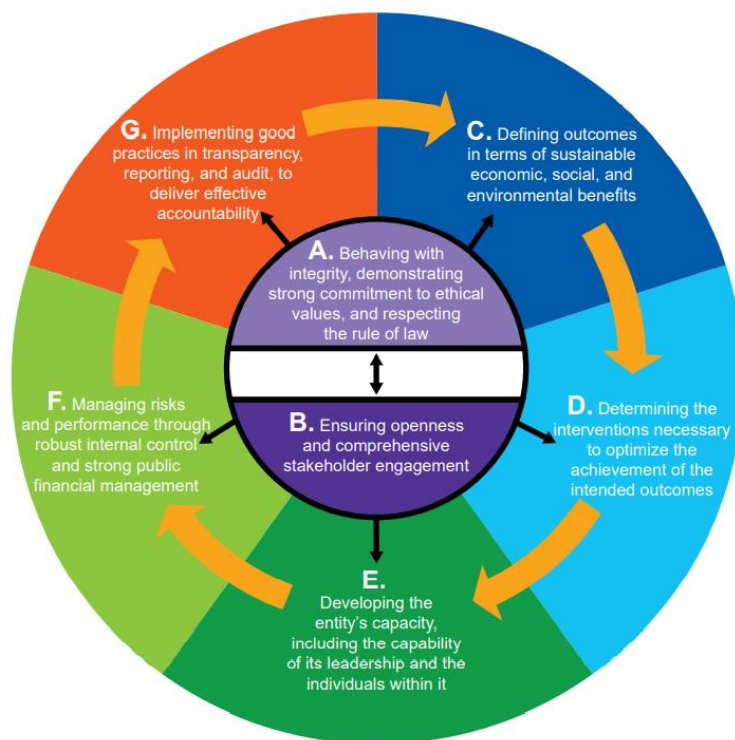 G. Implementing good
practices in transparency,
reporting, and audit, to
deliver effective
accountability
C. Defining outcomes
in terms of sustainable
economic, social, and
environmental benefits
A. Behaving with
integrity, demonstrating
strong commitment to ethical
values, and respecting
the rule of law
B. Ensuring openness
and comprehensive
stakeholder engagement
F. Managing risks
and performance through
robust internal control
and strong public
financial management
D. Determining the
interventions necessary
to optimize the
achievement of the
intended outcomes
E.
Developing the
entity's capacity,
including the capability
of its leadership and the
individuals within it